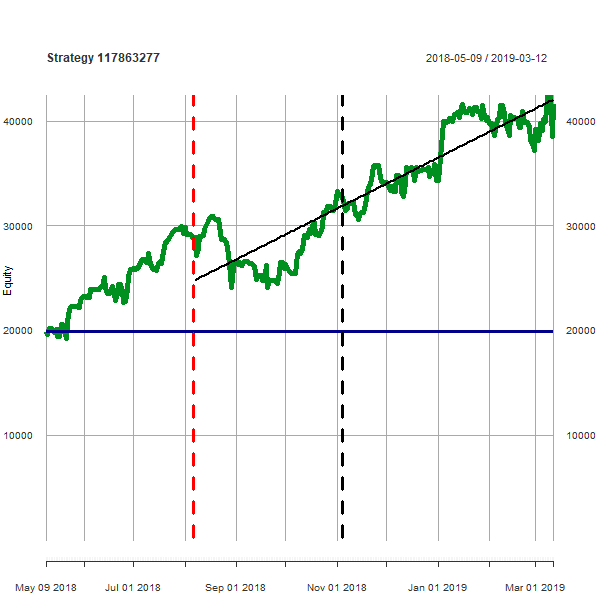 Strategy 117863277 2018-05-09 / 2019-03-12
40000 40000
30000 30000
Equity
20000 20000
10000 10000
May 09 2018 Jul 01 2018 Sep 01 2018 Nov 01 2018 Jan 01 2019 Mar 01 2019